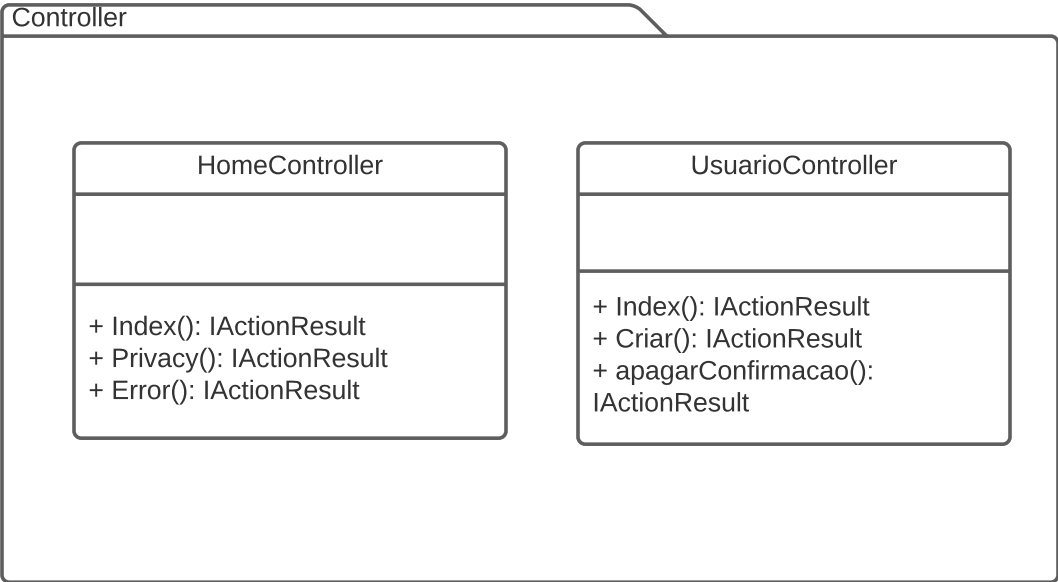 Controller
HomeController
+ Index(): IActionResult
+ Privacy(): IActionResult
+ Error(): IActionResult
UsuarioController
+ Index(): IActionResult
+ Criar(): IActionResult
+ apagarConfirmacao():
IActionResult